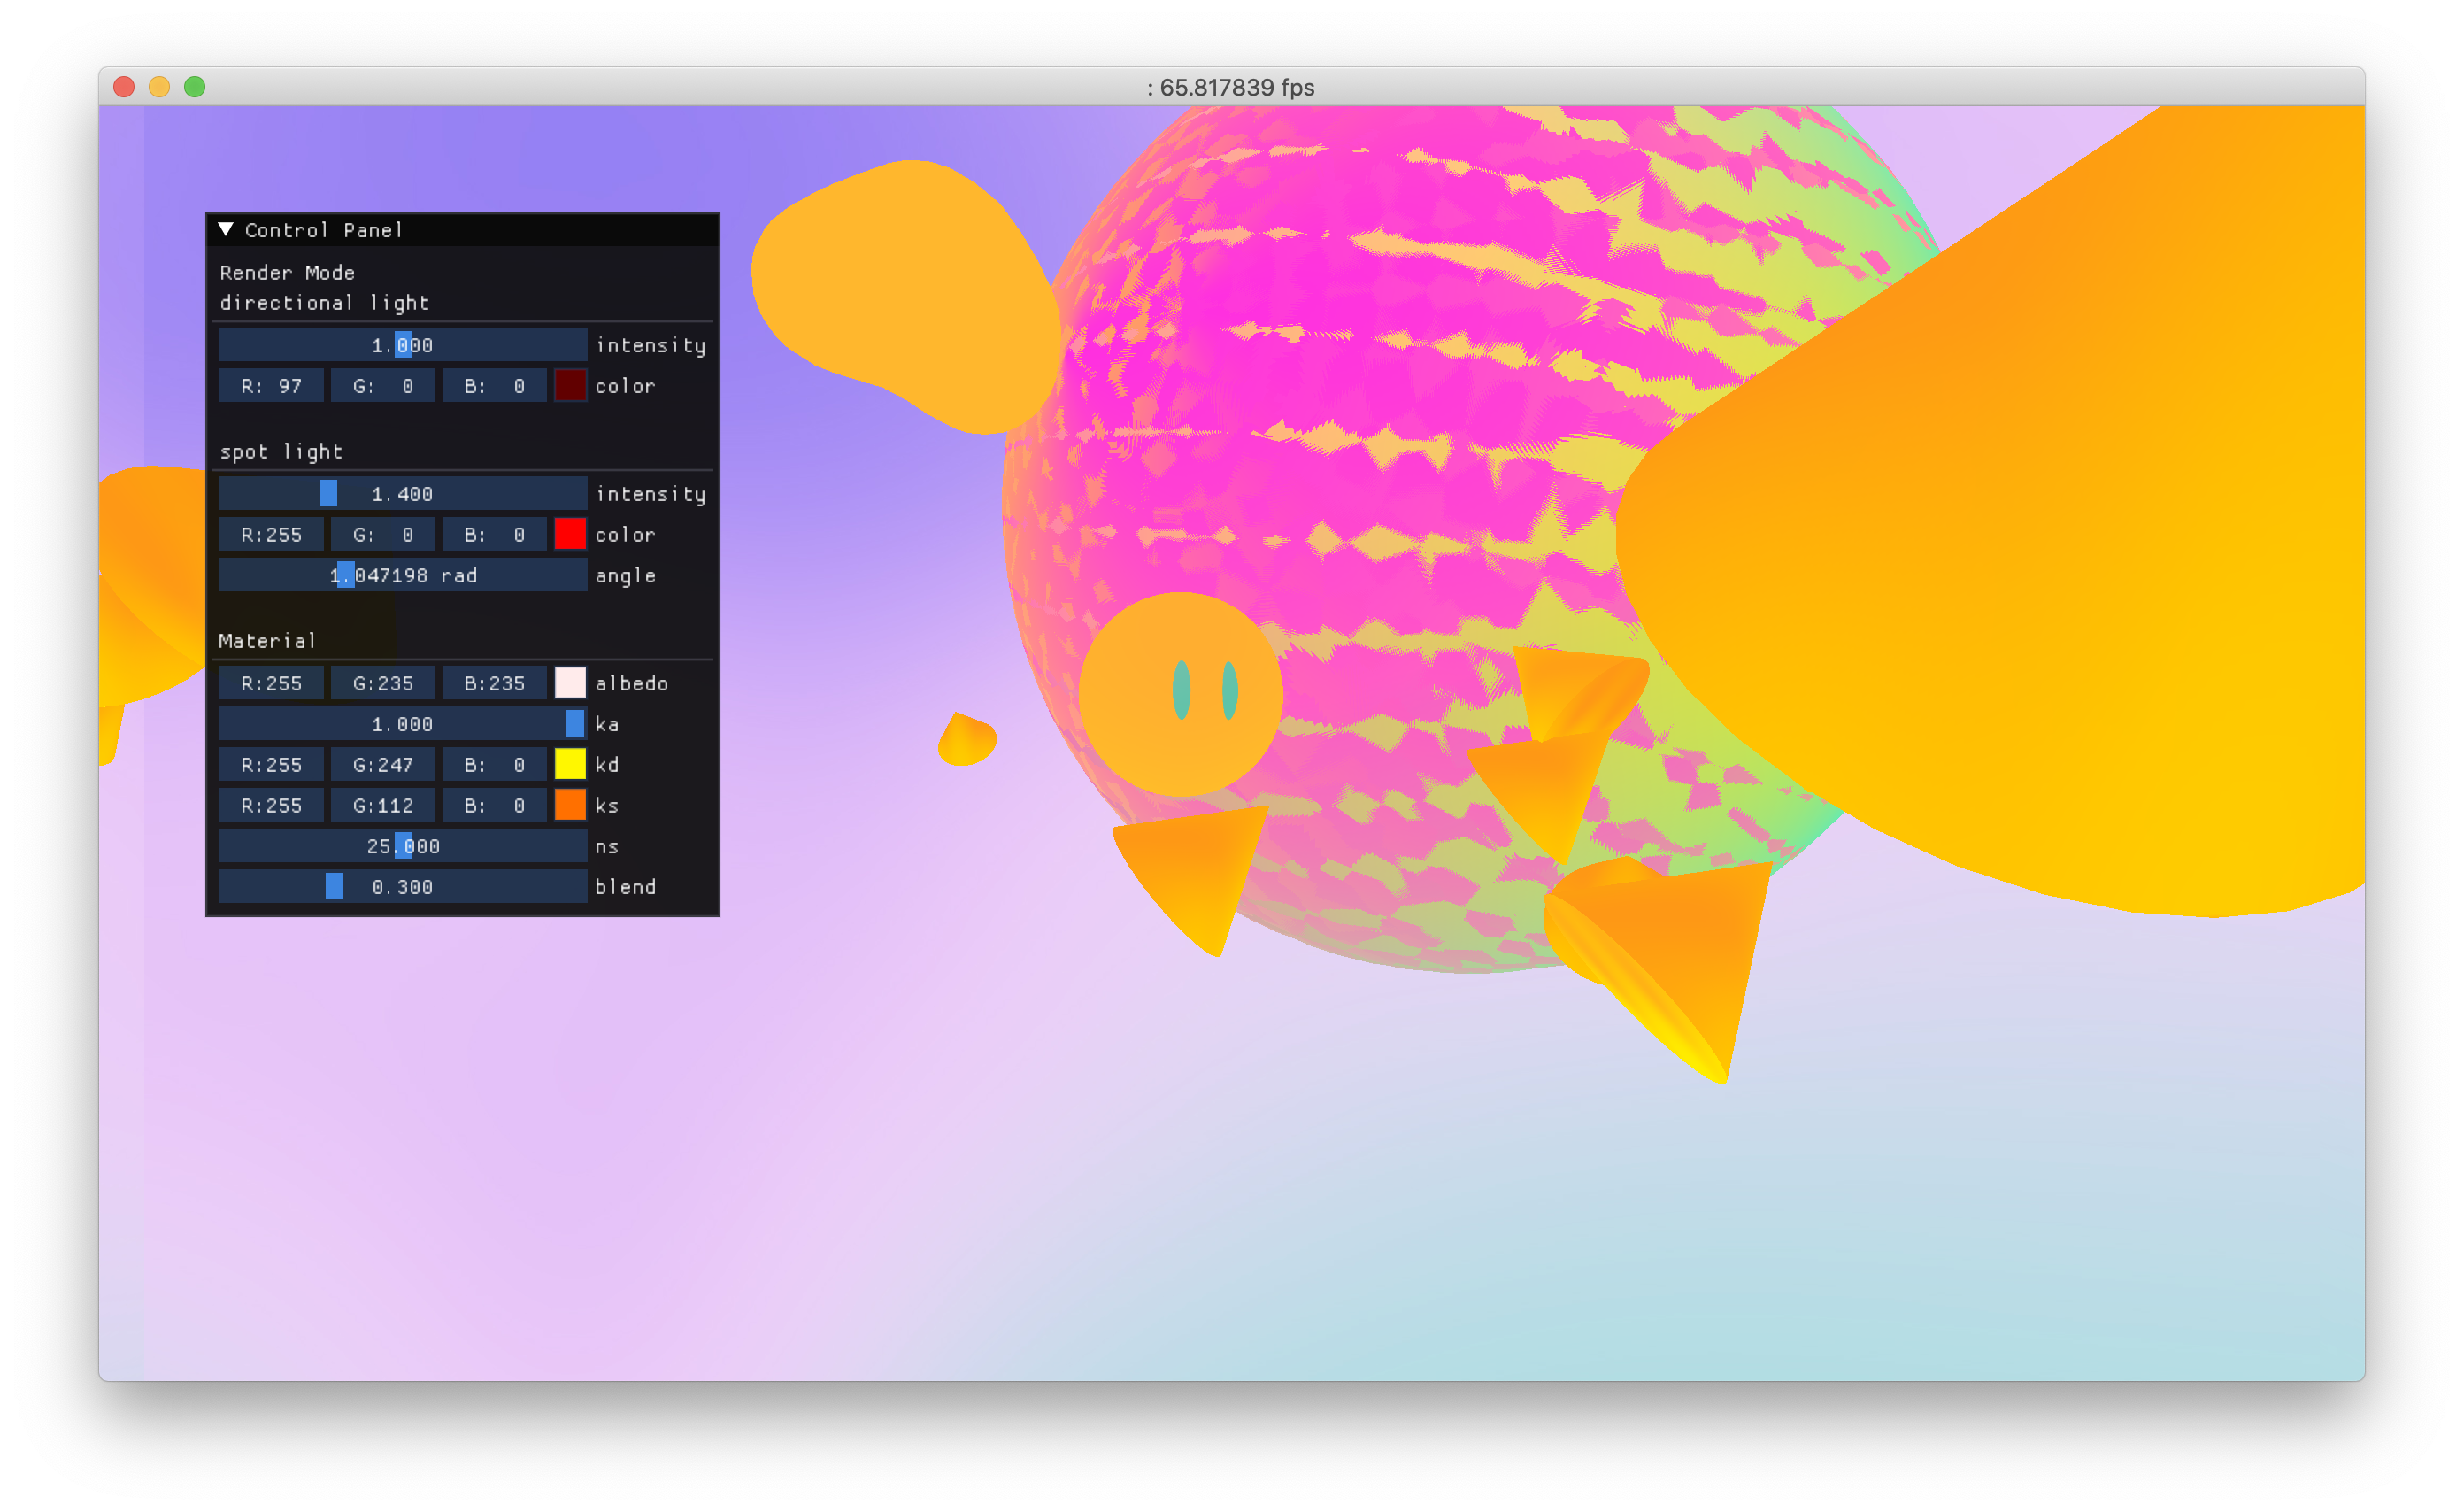 : 65.817839 fps
Control Panel
Render Mode
directional light
1.000 intensity
R: 97 G: 0 B: 0 color
spot light
1.400 intensity
R:255 G: 0 B: 0 color
1.047198 rad angle
Material
R:255 G:235 B:235 albedo
1.000 ka
R:255 G:247 B: 0 kd
R:255 G:112 B: 0 ks
25.000 ns
0.300 blend